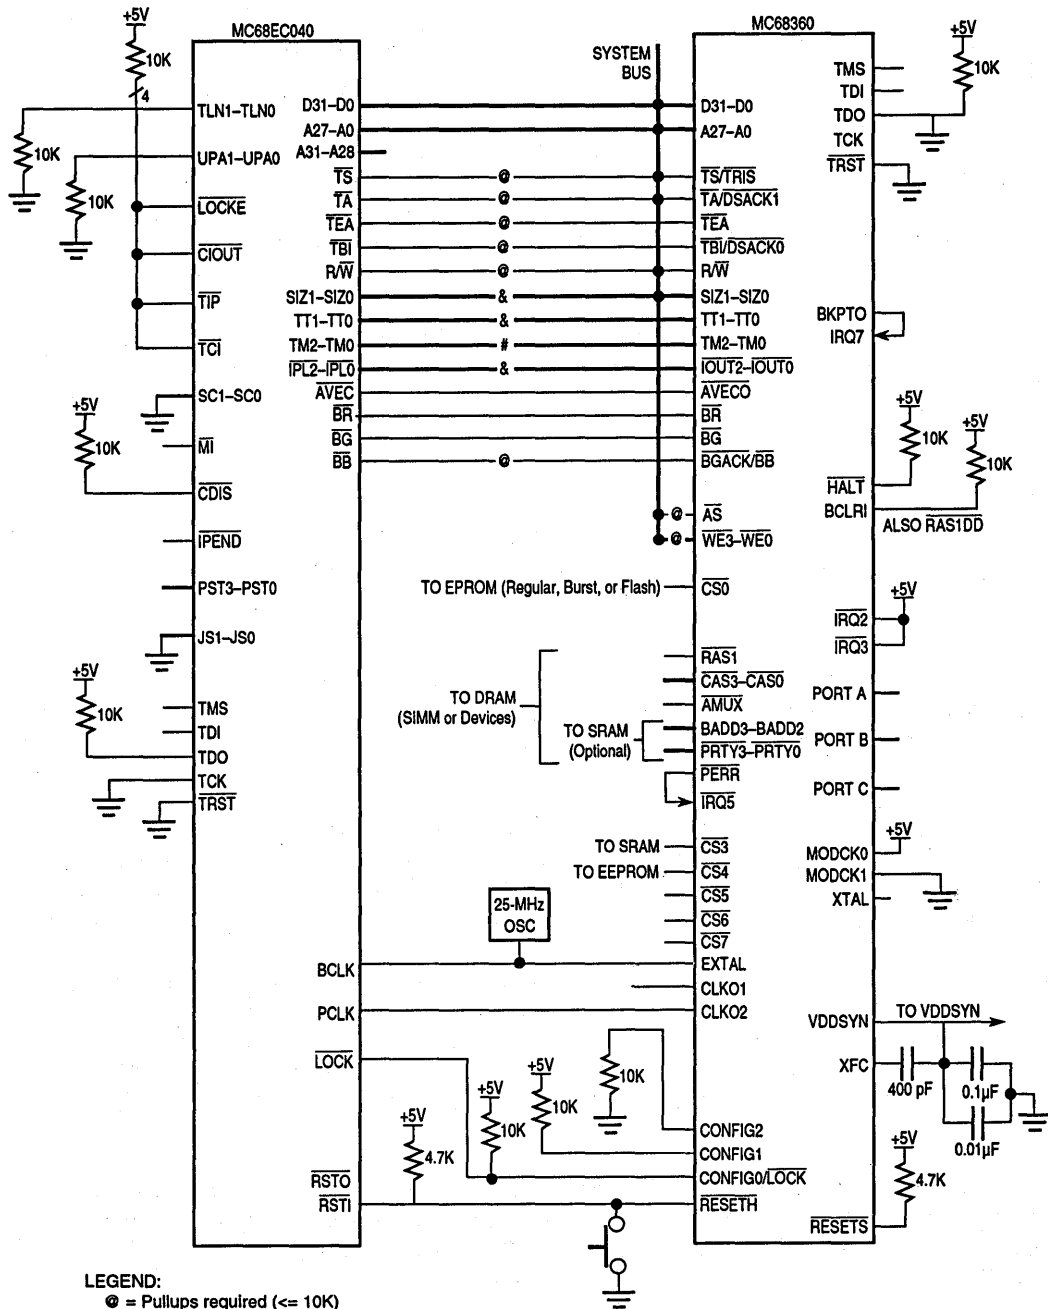 +5V
MC68EC040
10K
4
TLN1–TLN0
10K
UPA1–UPA0
10K
LOCKE
CIOUT
TIP
TCI
SC1–SC0
+5V
10K
MI
CDIS
IPEND
PST3–PST0
JS1–JS0
+5V
10K
TMS
TDI
TDO
TCK
TRST
D31–D0
A27–A0
A31–A28
TS
TA
TEA
TBI
R/W
SIZ1–SIZ0
TT1–TT0
TM2–TM0
IPL2–IPL0
AVEC
BR
BG
BB
BCLK
PCLK
LOCK
RSTO
RSTI
@
@
@
@
@
&
&
#
&
@
SYSTEM
BUS
@
@
TO EPROM (Regular, Burst, or Flash)
TO DRAM
(SIMM or Devices)
TO SRAM
(Optional)
TO SRAM
TO EEPROM
25-MHz
OSC
10K
+5V
10K
+5V
10K
+5V
4.7K
MC68360
D31–D0
A27–A0
TS/TRIS
TA/DSACK1
TEA
TBI/DSACK0
R/W
SIZ1–SIZ0
TT1–TT0
TM2–TM0
IOUT2–IOUT0
AVECO
BR
BG
BGACK/BB
AS
WE3–WE0
CS0
RAS1
CAS3–CAS0
AMUX
BADD3–BADD2
PRTY3–PRTY0
PERR
IRQ5
CS3
CS4
CS5
CS6
CS7
EXTAL
CLKO1
CLKO2
CONFIG2
CONFIG1
CONFIG0/LOCK
RESETH
+5V
10K
TMS
TDI
TDO
TCK
TRST
BKPTO
IRQ7
+5V
10K
+5V
10K
HALT
BCLRI
ALSO RAS1DD
+5V
IRQ2
IRQ3
PORT A
PORT B
PORT C
+5V
MODCK0
MODCK1
XTAL
VDDSYN
TO VDDSYN
XFC
400 pF
0.1µF
0.01µF
+5V
4.7K
RESETS
LEGEND:
@ = Pullups required (<= 10K)